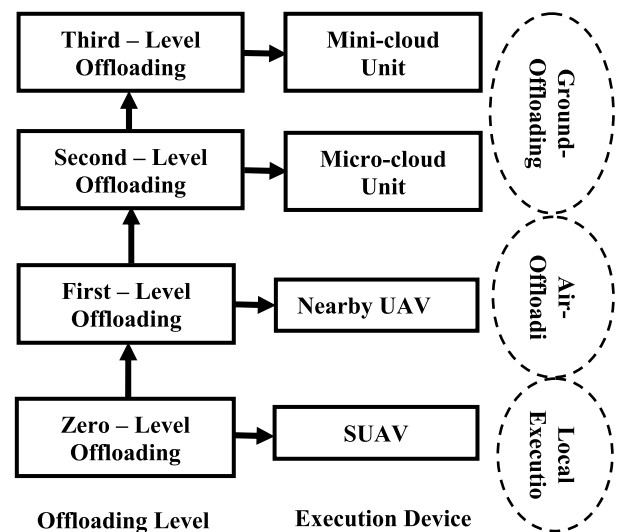 Third – Level
Offloading
Mini-cloud
Unit
Ground-
Offloading
Second – Level
Offloading
Micro-cloud
Unit
First – Level
Offloading
Nearby UAV
Air-
Offloadi
Zero – Level
Offloading
SUAV
Local
Executio
Offloading Level
Execution Device